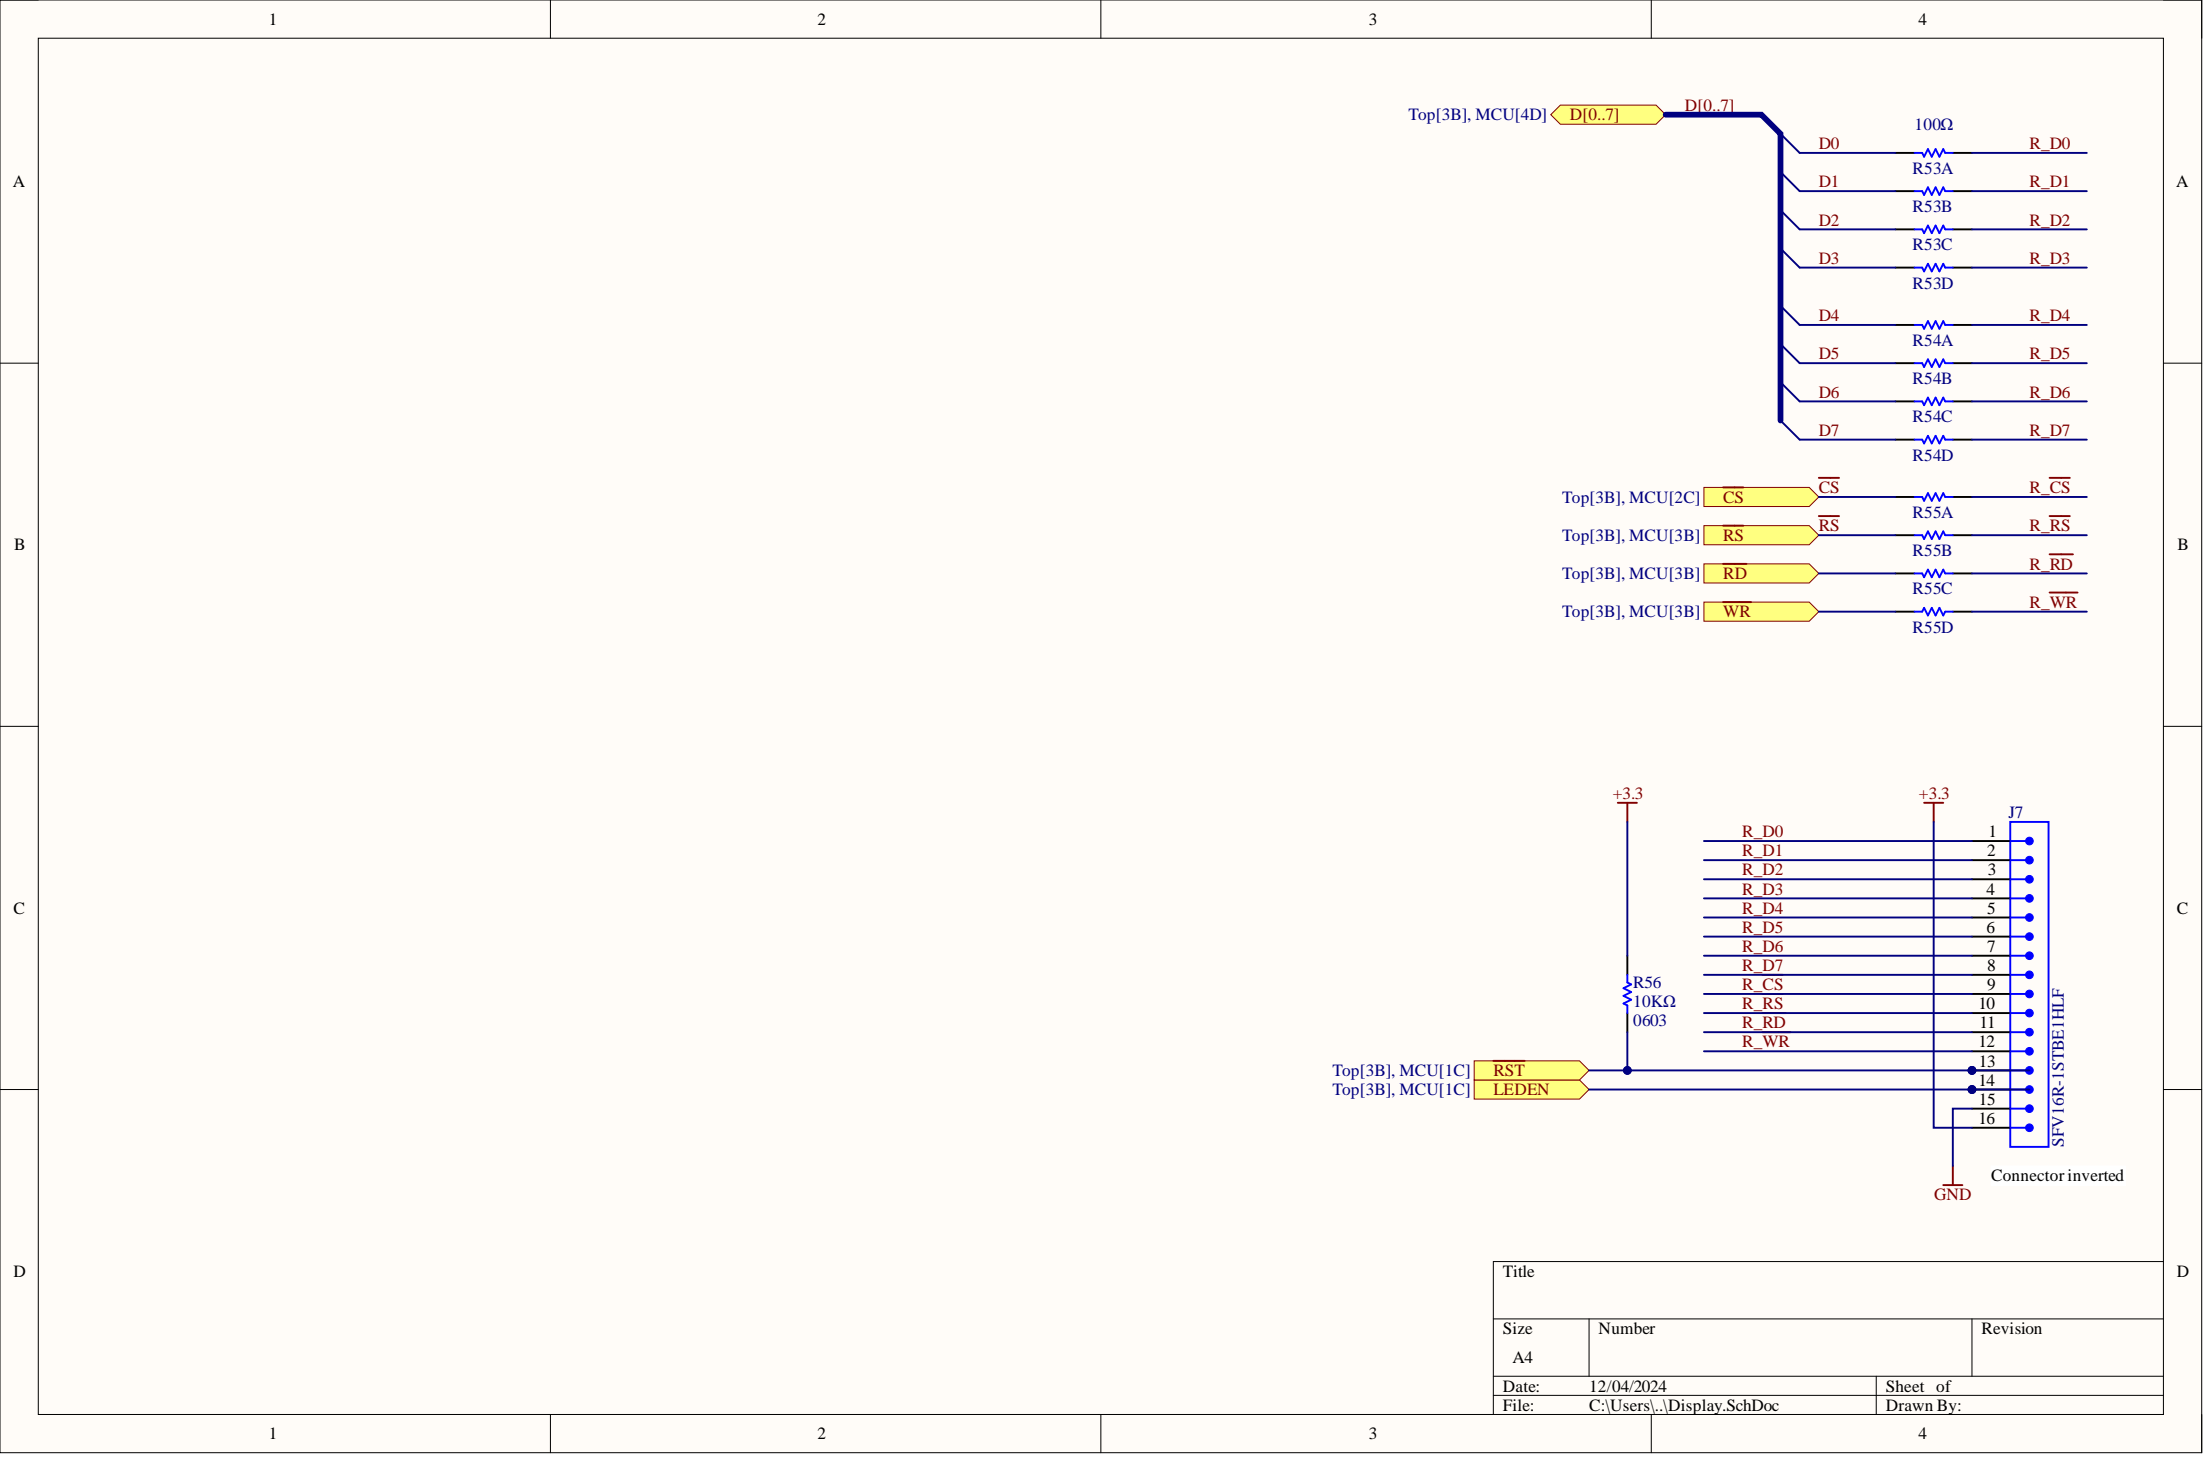 1 2 3 4
Top[3B], MCU[4D] D[0..7] D[0..7]
100Ω
D0 R_D0
R53A
A A
D1 R_D1
R53B
D2 R_D2
R53C
D3 R_D3
R53D
D4 R_D4
R54A
D5 R_D5
R54B
D6 R_D6
R54C
D7 R_D7
R54D
Top[3B], MCU[2C] CS CS R_CS
R55A
Top[3B], MCU[3B] RS RS R_RS
B B
R55B
Top[3B], MCU[3B] RD R_RD
R55C
Top[3B], MCU[3B] WR R_WR
R55D
+3.3 +3.3
J7
R_D0 1
R_D1 2
R_D2 3
R_D3 4
C C
R_D4 5
R_D5 6
R_D6 7
R_D7 8
R56
R_CS 9
10KΩ
R_RS 10
0603
R_RD 11
R_WR 12
Top[3B], MCU[1C] RST 13
Top[3B], MCU[1C] LEDEN 14
15
16
SFV16R-1STBE1HLF
Connector inverted
GND
D D
Title
Size Number Revision
A4
Date: 12/04/2024 Sheet of
File: C:\Users\..\Display.SchDoc Drawn By:
1 2 3 4